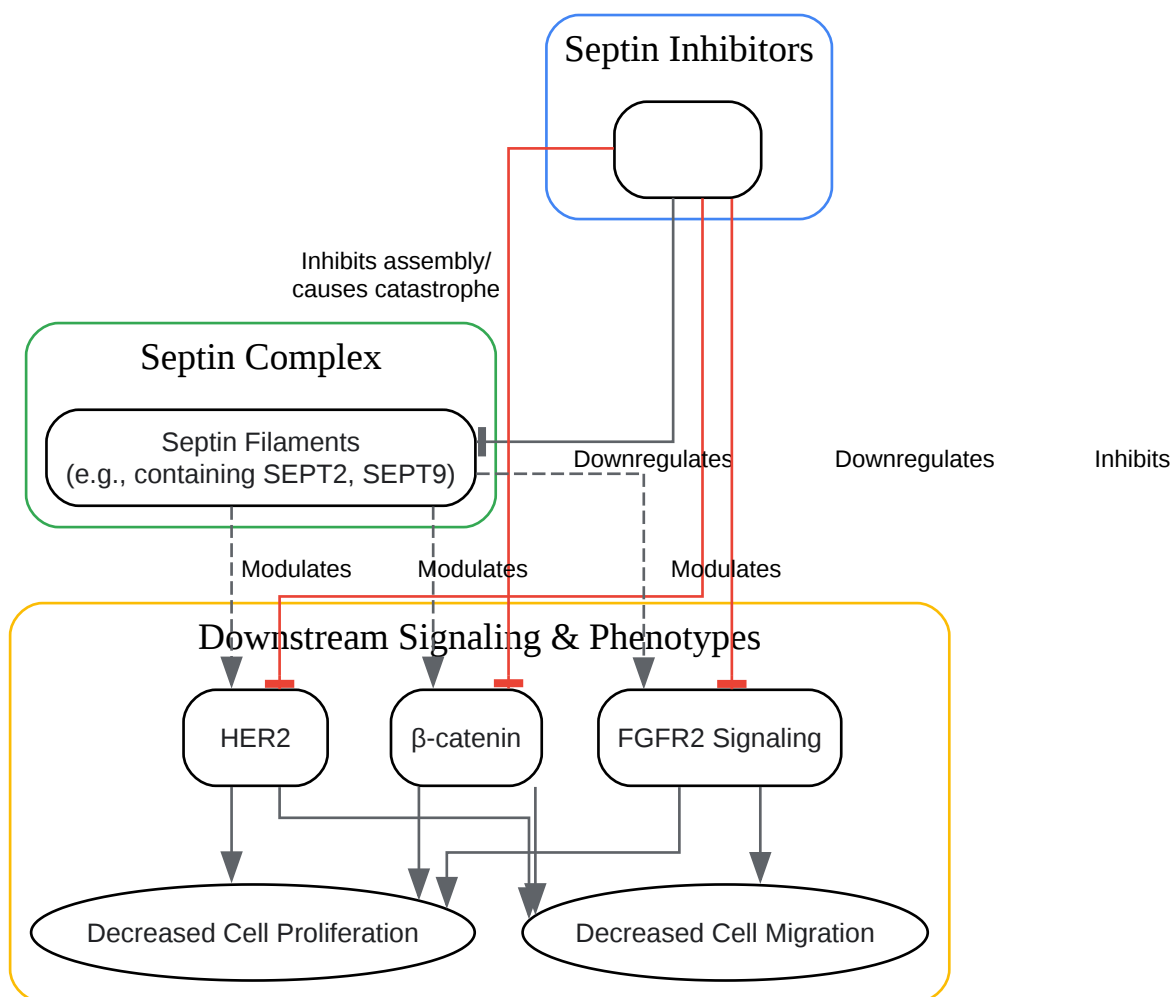 Septin Inhibitors
Inhibits assembly/
causes catastrophe
Septin Complex
Septin Filaments
(e.g., containing SEPT2, SEPT9)
Downregulates
Downregulates
Inhibits
Modulates
Modulates
Modulates
Downstream Signaling & Phenotypes
HER2
β-catenin
FGFR2 Signaling
Decreased Cell Proliferation
Decreased Cell Migration